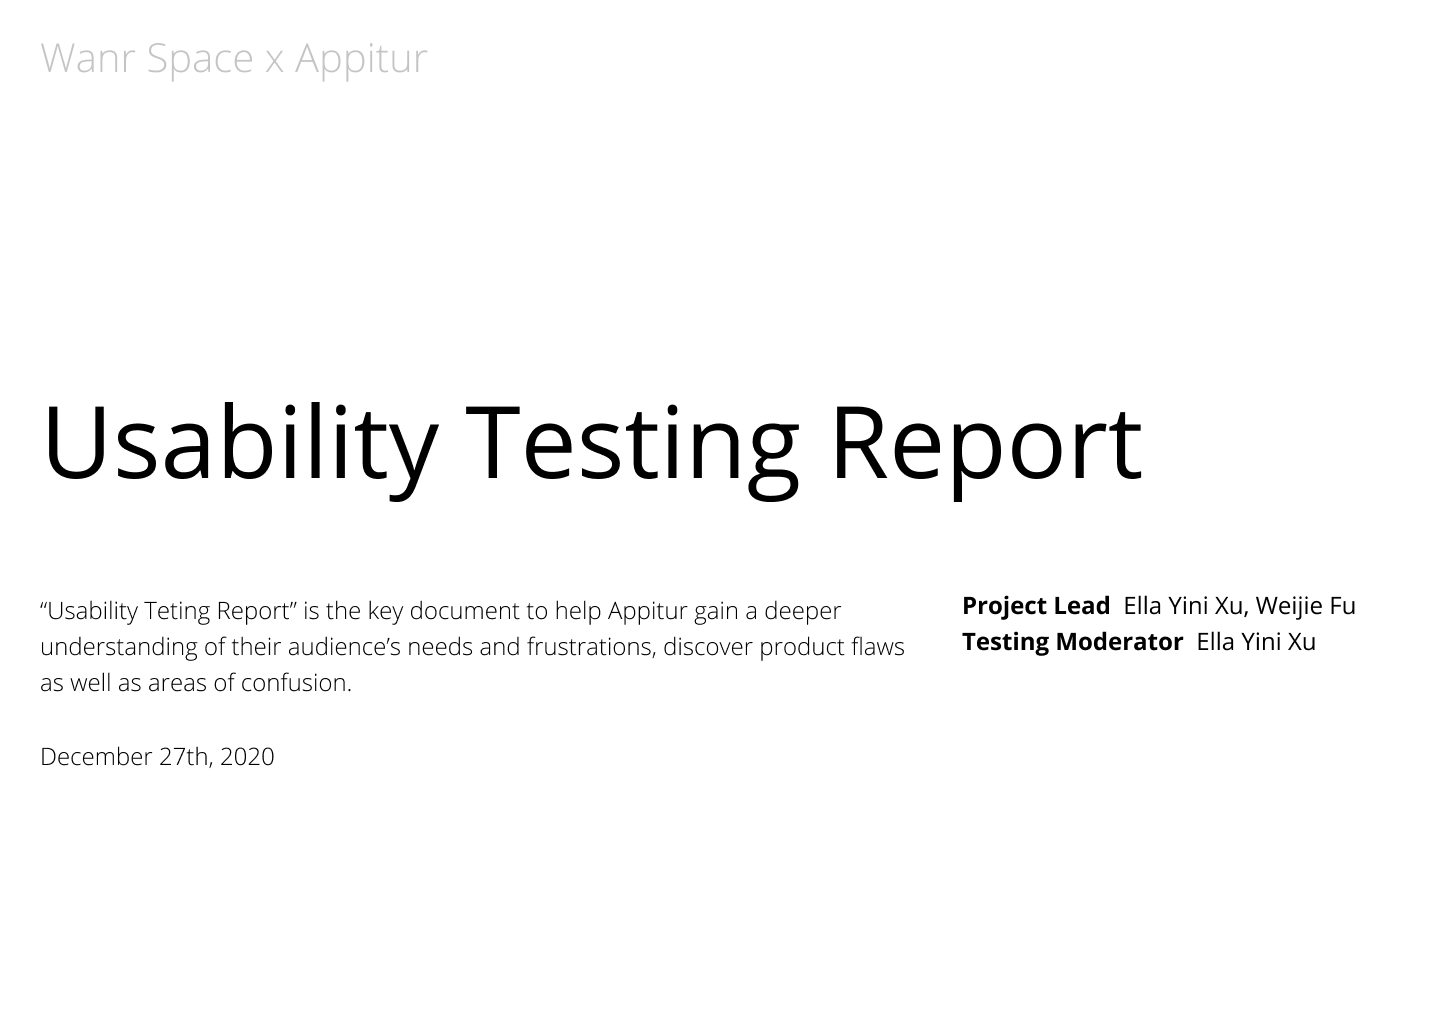 Wanr Space x Appitur
Usability Testing Report
“Usability Teting Report” is the key document to help Appitur gain a deeper
understanding of their audience’s needs and frustrations, discover product flaws
as well as areas of confusion.
December 27th, 2020
Project Lead  Ella Yini Xu, Weijie Fu
Testing Moderator  Ella Yini Xu